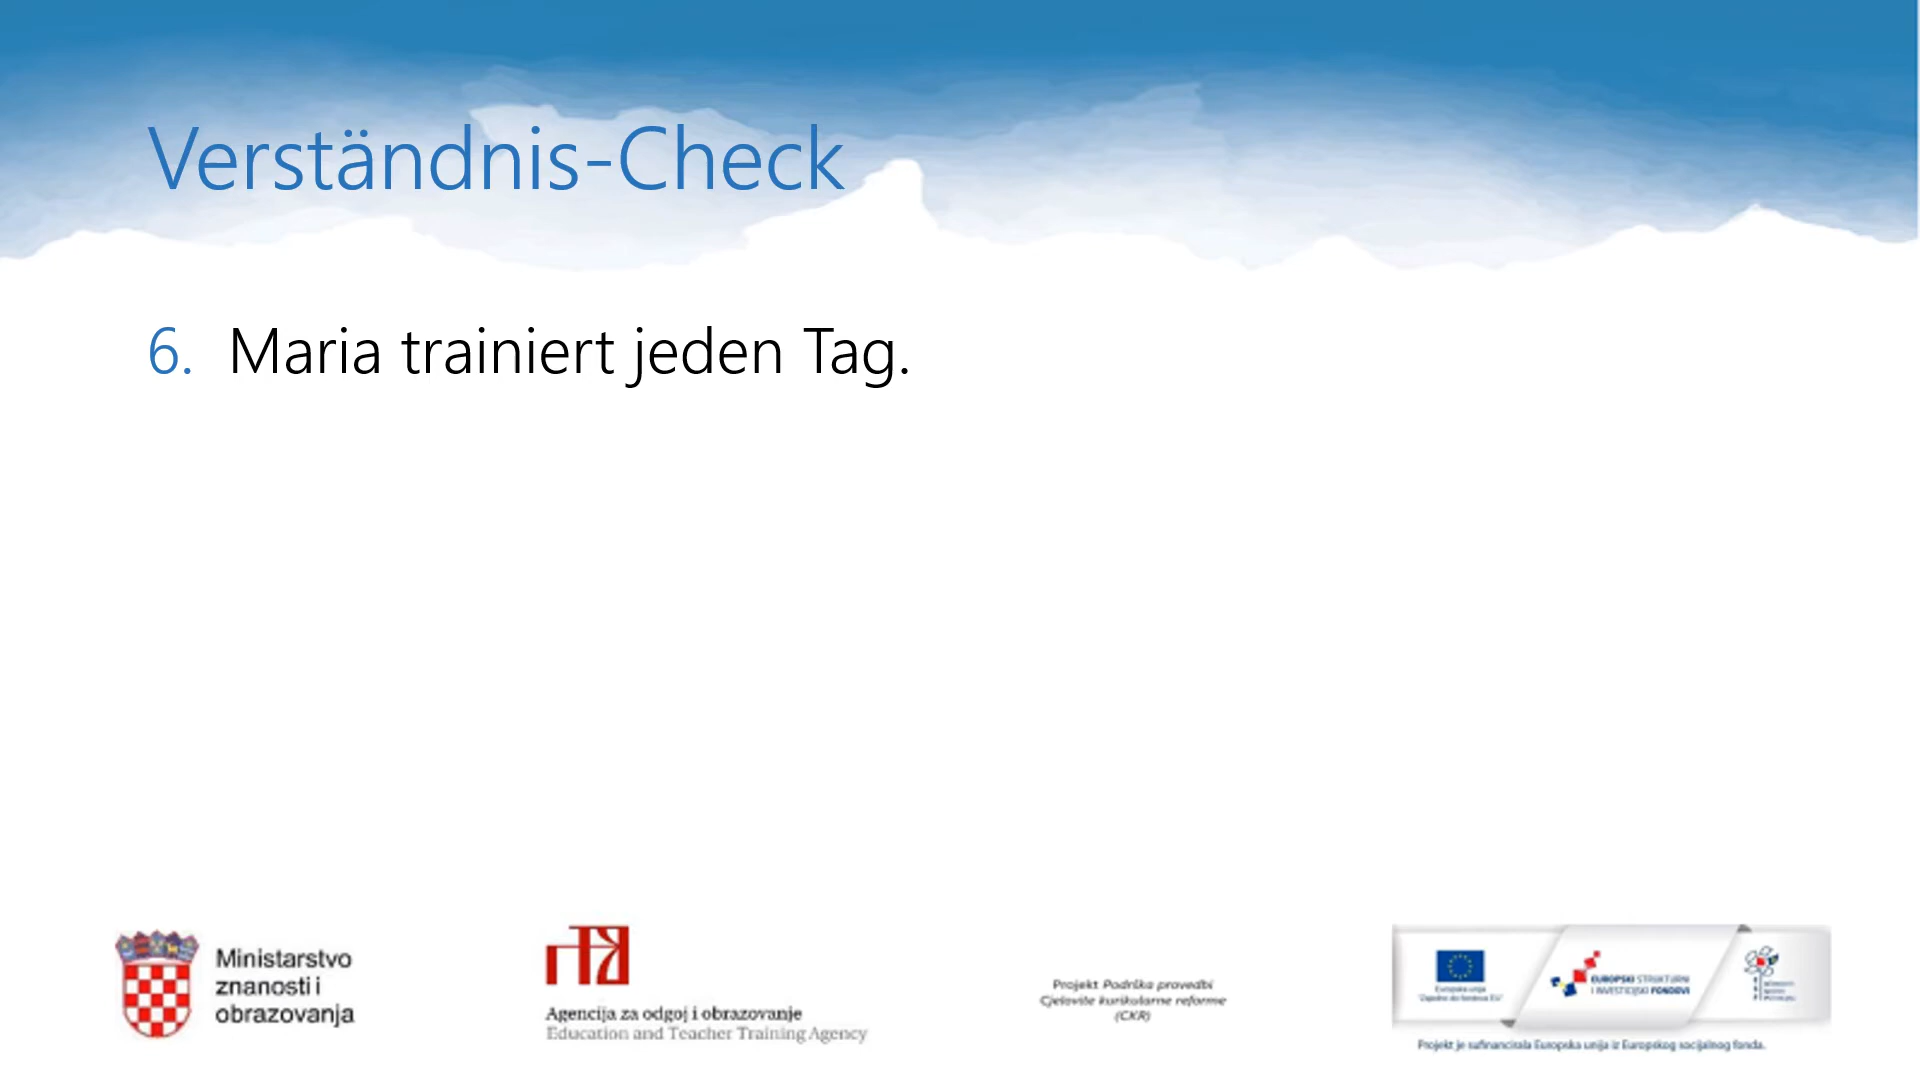 Verständnis-Check
6. Maria trainiert jeden Tag.
Ministarstvo
znanosti i
obrazovanja
Agencija za odgoj i obrazovanje
Education and Teacher Training Agency
Projekt Podrška provedbi
Cjelovite kurikularne reforme
(CKR)
Europska unija
EUROPSKI STRUKTURNI
I INVESTICIJSKI FONDOVI
Projekt je sufinancirala Europska unija iz Europskog socijalnog fonda.